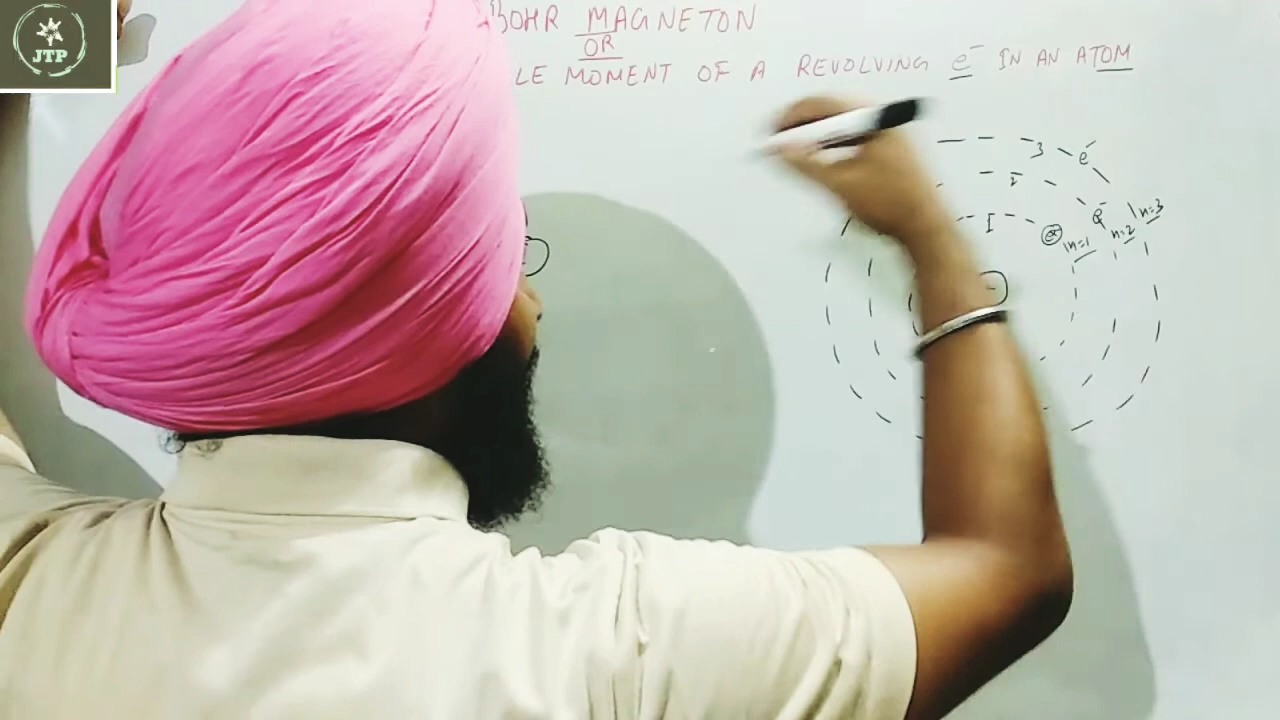 JTP
BOHR MAGNETON
OR
LE MOMENT OF A REVOLVING e⁻ IN AN ATOM
3 e⁻
2 e⁻ n=3
I e⁻ n=1 n=2